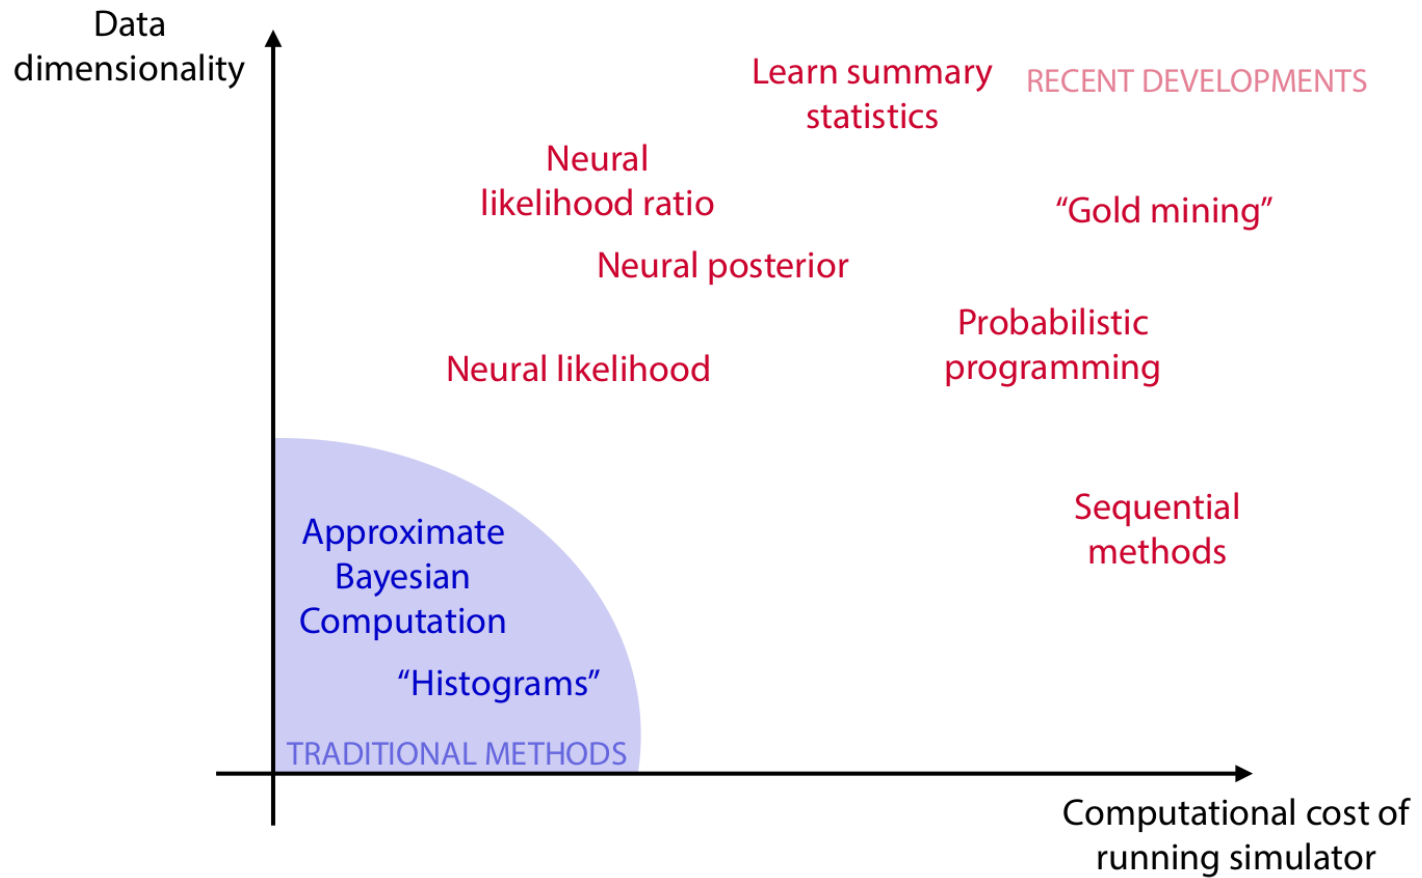 Data
dimensionality
Learn summary
statistics
RECENT DEVELOPMENTS
Neural
likelihood ratio
“Gold mining”
Neural posterior
Probabilistic
programming
Neural likelihood
Sequential
methods
Approximate
Bayesian
Computation
“Histograms”
TRADITIONAL METHODS
Computational cost of
running simulator